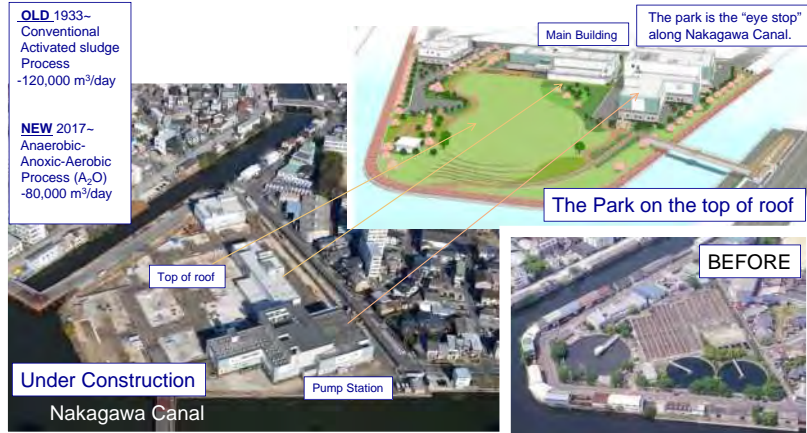 OLD 1933~
Conventional
Activated sludge
Process
-120,000 m³/day
NEW 2017~
Anaerobic-
Anoxic-Aerobic
Process (A₂O)
-80,000 m³/day
Main Building
The park is the “eye stop”
along Nakagawa Canal.
The Park on the top of roof
Top of roof
BEFORE
Under Construction
Pump Station
Nakagawa Canal